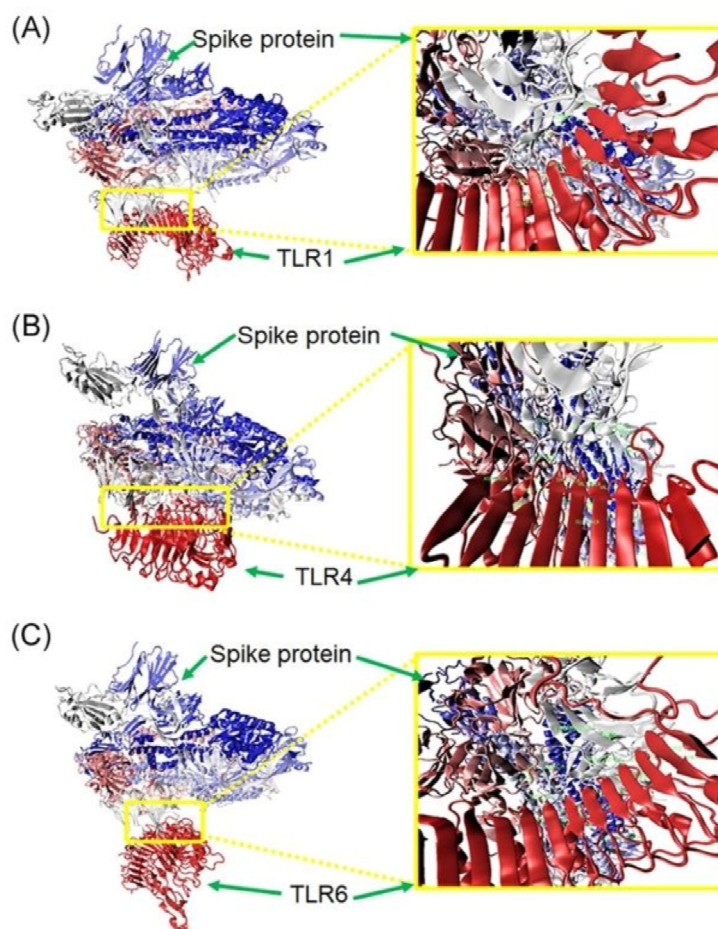 (A)
Spike protein
TLR1
(B)
Spike protein
TLR4
(C)
Spike protein
TLR6